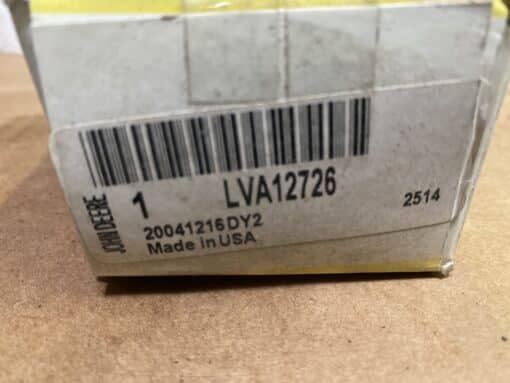 JOHN DEERE
1 LVA12726
2514
20041216DY2
Made in USA